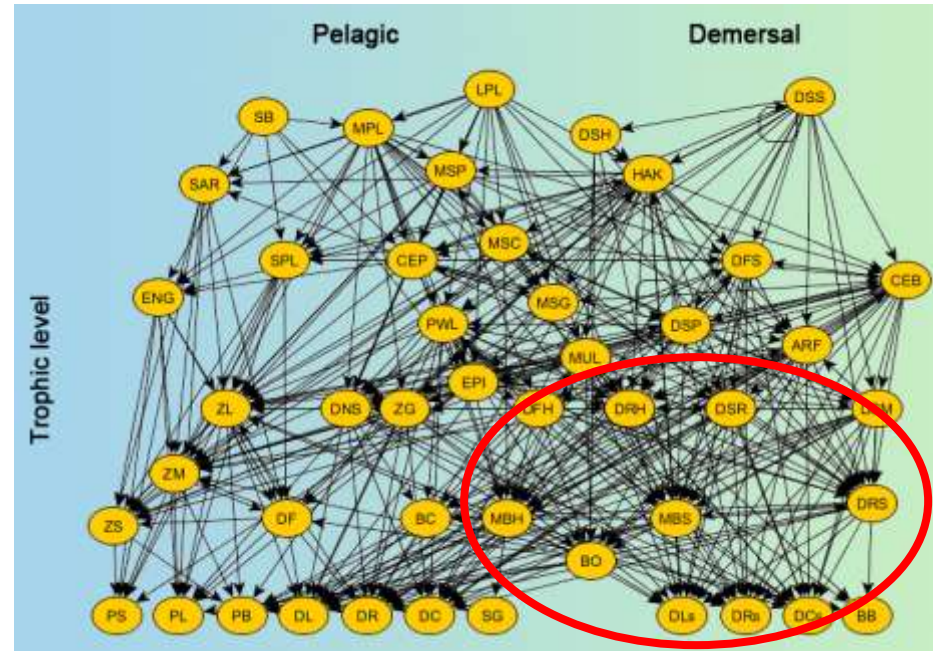 Pelagic Demersal
Trophic level
LPL
DSS
SB
MPL
DSH
MSP
HAK
SAR
MSC
SPL
CEP
DFS
CEB
ENG
MSG
PWL
DSP
MUL
ARF
EPI
ZL
DNS
ZG
DFH
DRH
DSR
ZM
DRS
ZS
DF
BC
MBH
MBS
BO
PS
PL
PB
DL
DR
DC
SG
DLs
DRs
DCs
BB